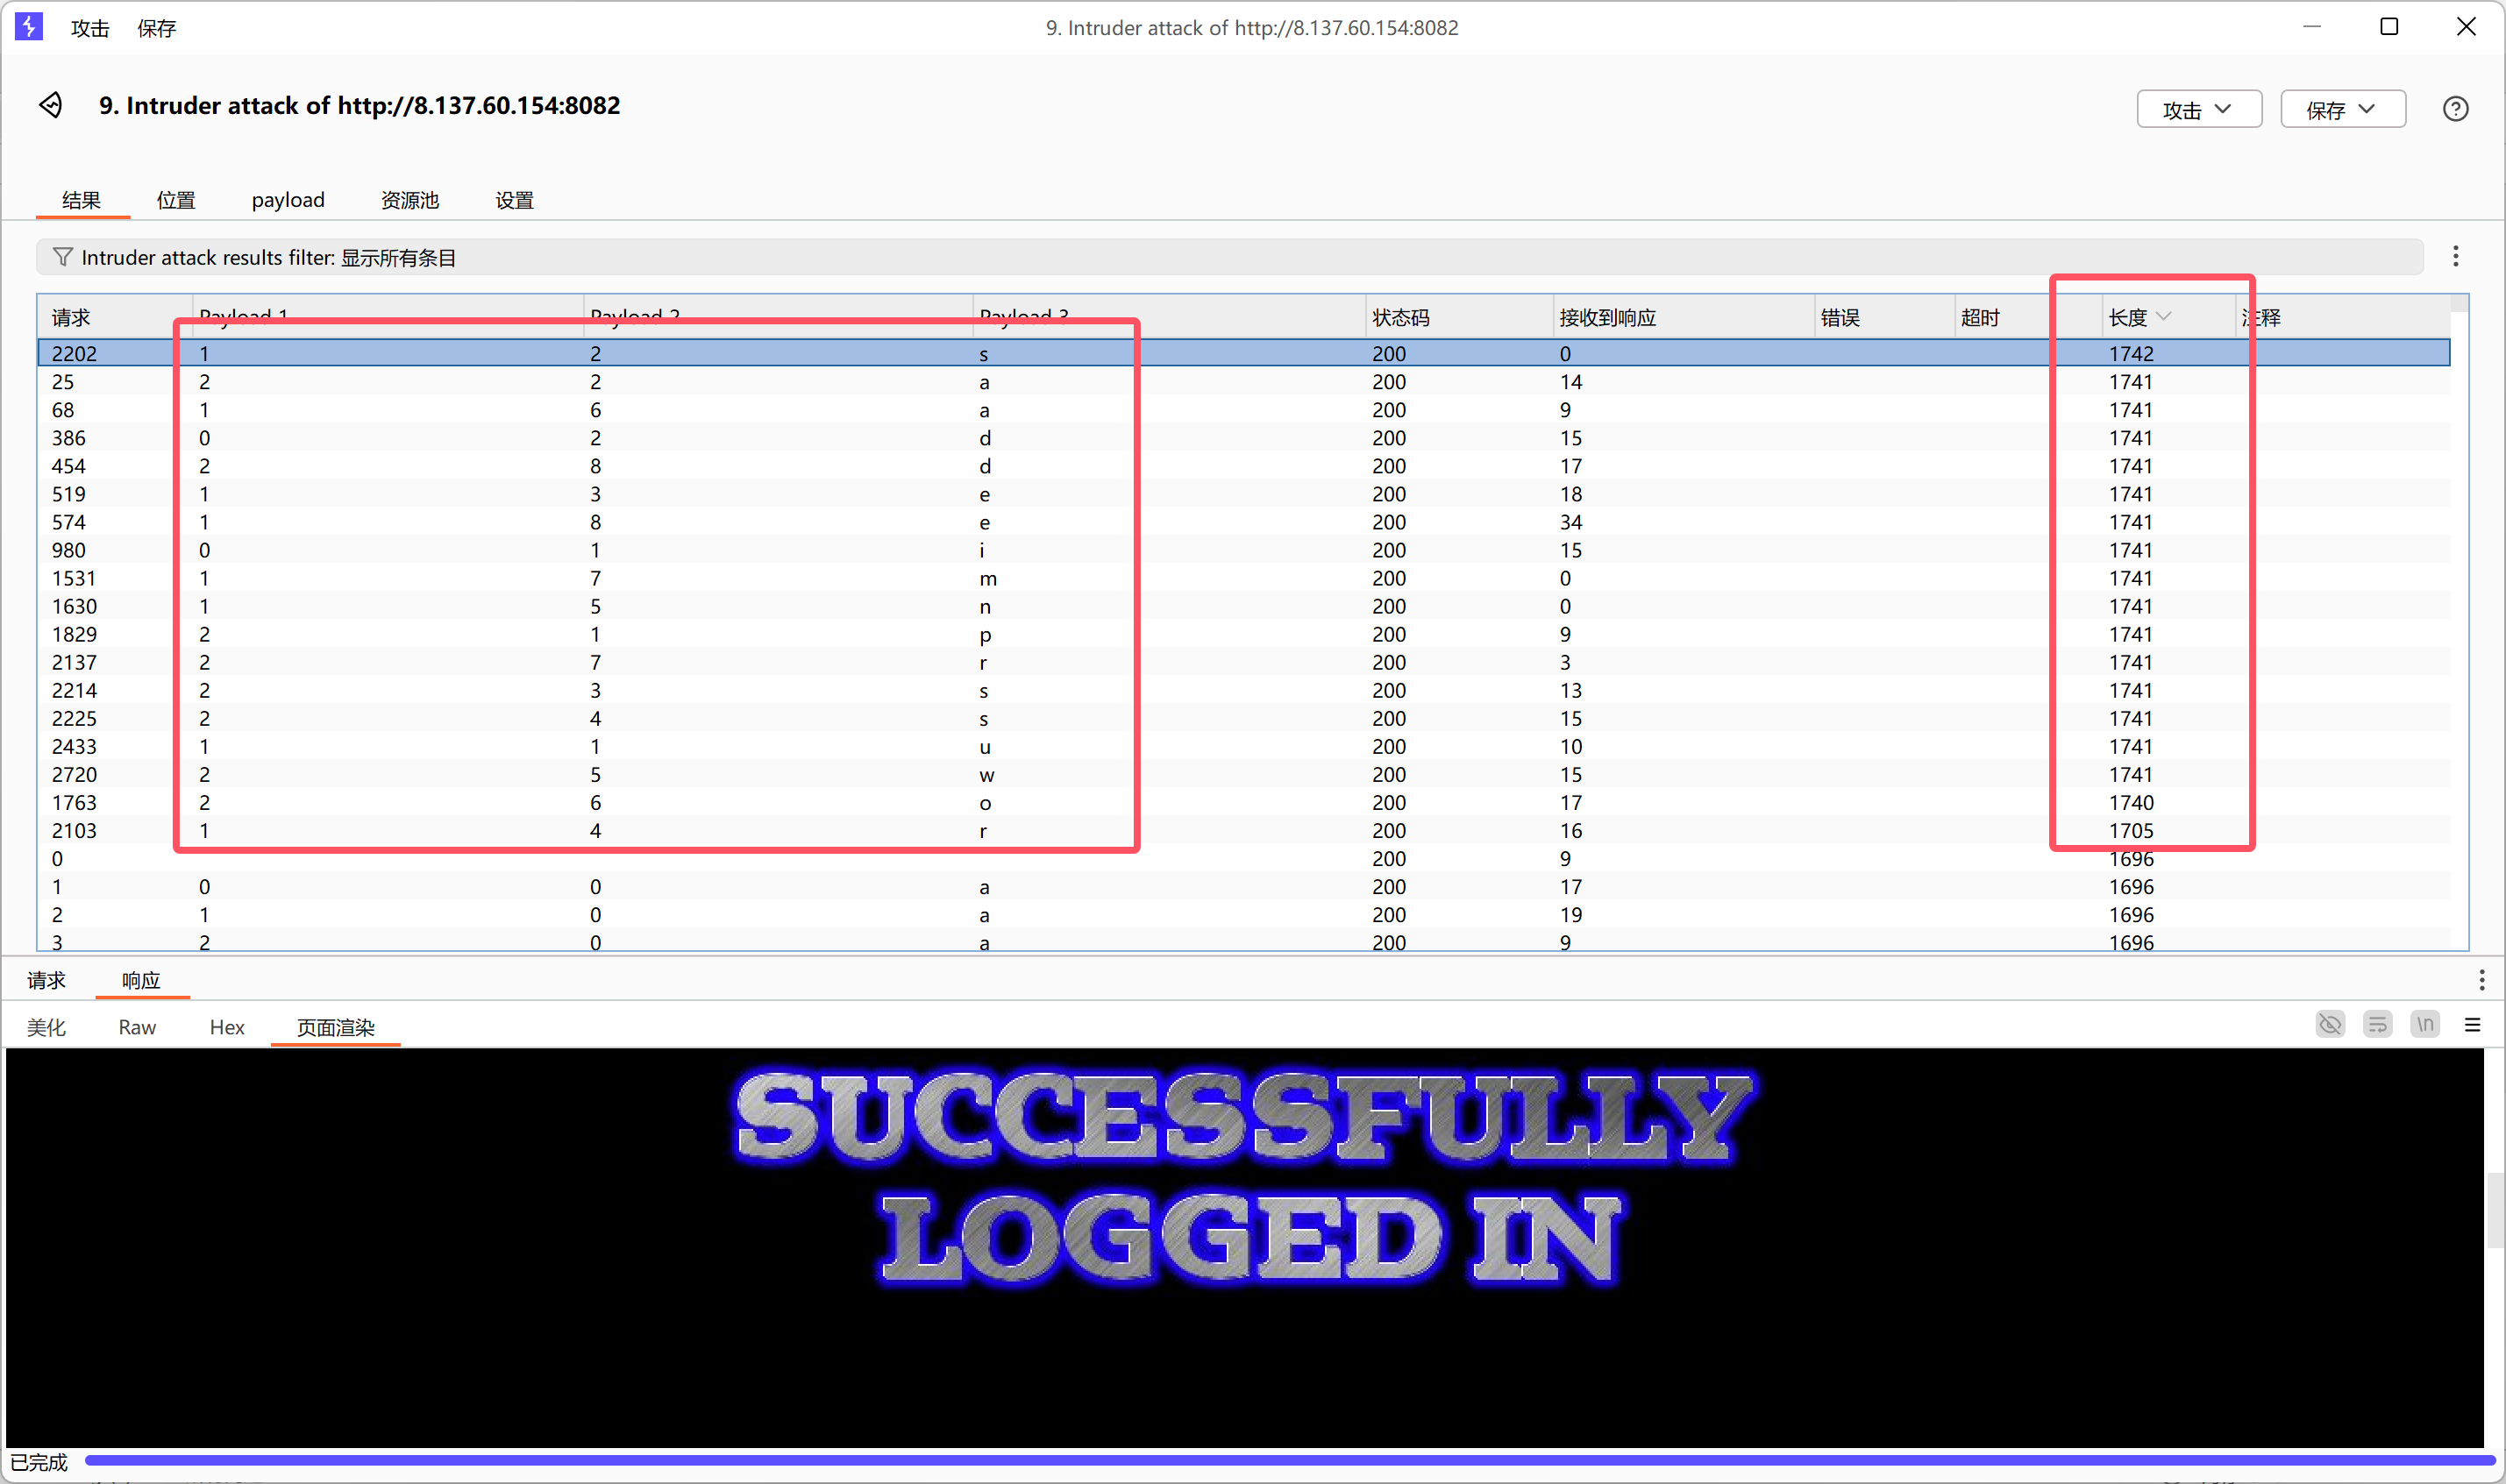 攻击 保存 9. Intruder attack of http://8.137.60.154:8082
9. Intruder attack of http://8.137.60.154:8082 攻击 保存
结果 位置 payload 资源池 设置
Intruder attack results filter: 显示所有条目
请求 Payload 1 Payload 2 Payload 3 状态码 接收到响应 错误 超时 长度 注释
2202 1 2 s 200 0 1742
25 2 2 a 200 14 1741
68 1 6 a 200 9 1741
386 0 2 d 200 15 1741
454 2 8 d 200 17 1741
519 1 3 e 200 18 1741
574 1 8 e 200 34 1741
980 0 1 i 200 15 1741
1531 1 7 m 200 0 1741
1630 1 5 n 200 0 1741
1829 2 1 p 200 9 1741
2137 2 7 r 200 3 1741
2214 2 3 s 200 13 1741
2225 2 4 s 200 15 1741
2433 1 1 u 200 10 1741
2720 2 5 w 200 15 1741
1763 2 6 o 200 17 1740
2103 1 4 r 200 16 1705
0 200 9 1696
1 0 0 a 200 17 1696
2 1 0 a 200 19 1696
3 2 0 a 200 9 1696
请求 响应
美化 Raw Hex 页面渲染 \n
SUCCESSFULLY
LOGGED IN
已完成